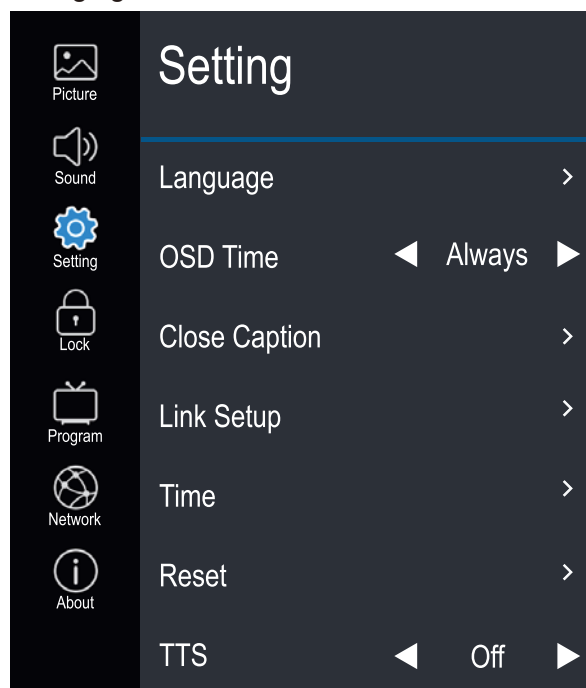 Picture
Sound
Setting
Lock
Program
Network
About
Setting
Language
OSD Time Always
Close Caption
Link Setup
Time
Reset
TTS Off